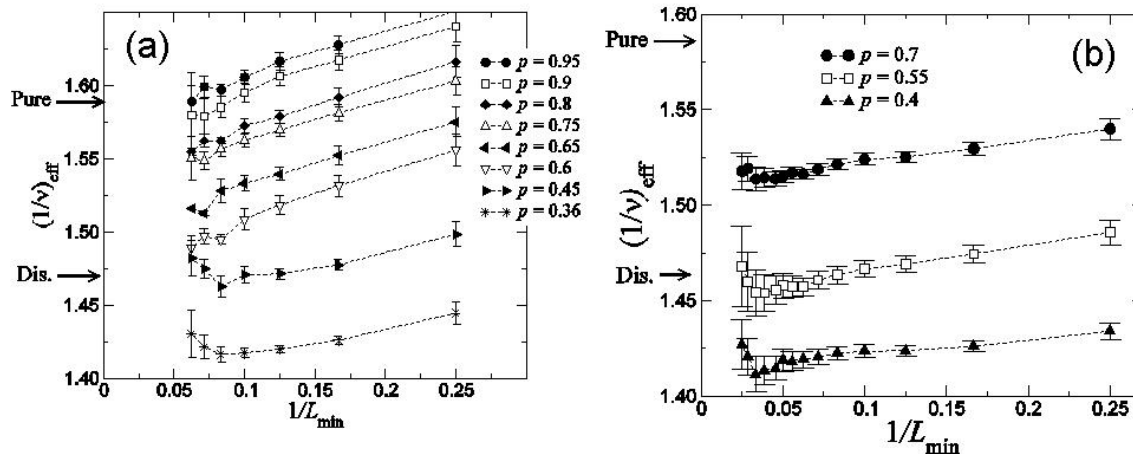 (a)
p = 0.95
p = 0.9
p = 0.8
p = 0.75
p = 0.65
p = 0.6
p = 0.45
p = 0.36
Pure
Dis.
(1/ν)eff
1.60
1.55
1.50
1.45
1.40
0 0.05 0.10 0.15 0.20 0.25
1/Lmin
(b)
p = 0.7
p = 0.55
p = 0.4
Pure
Dis.
(1/ν)eff
1.60
1.55
1.50
1.45
1.40
0 0.05 0.1 0.15 0.2 0.25
1/Lmin